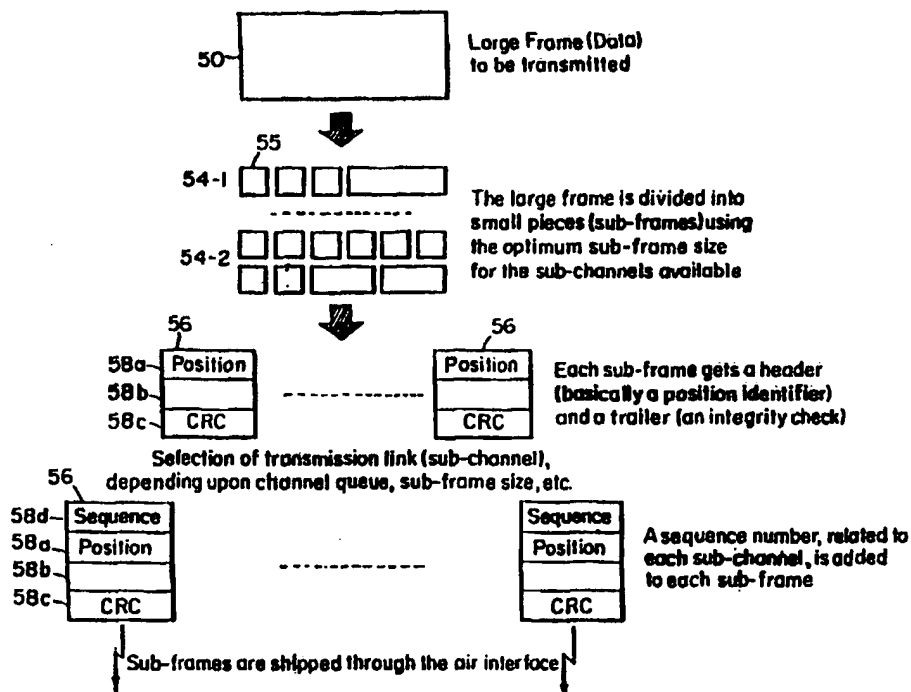 50
Large Frame (Data)
to be transmitted
55
54-1
54-2
The large frame is divided into
small pieces (sub-frames) using
the optimum sub-frame size
for the sub-channels available
56
56
58a
Position
Position
58b
58c
CRC
CRC
Each sub-frame gets a header
(basically a position identifier)
and a trailer (an integrity check)
Selection of transmission link (sub-channel),
depending upon channel queue, sub-frame size, etc.
56
58d
Sequence
Sequence
58a
Position
Position
58b
58c
CRC
CRC
A sequence number, related to
each sub-channel, is added
to each sub-frame
Sub-frames are shipped through the air interface